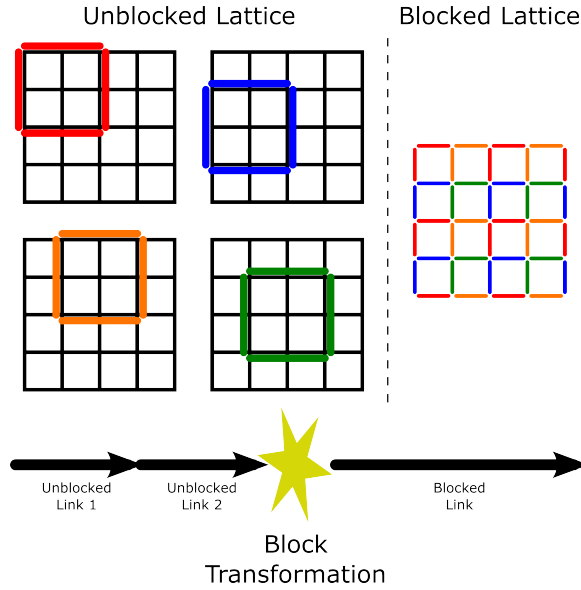 Unblocked Lattice
Blocked Lattice
Unblocked
Link 1
Unblocked
Link 2
Blocked
Link
Block
Transformation